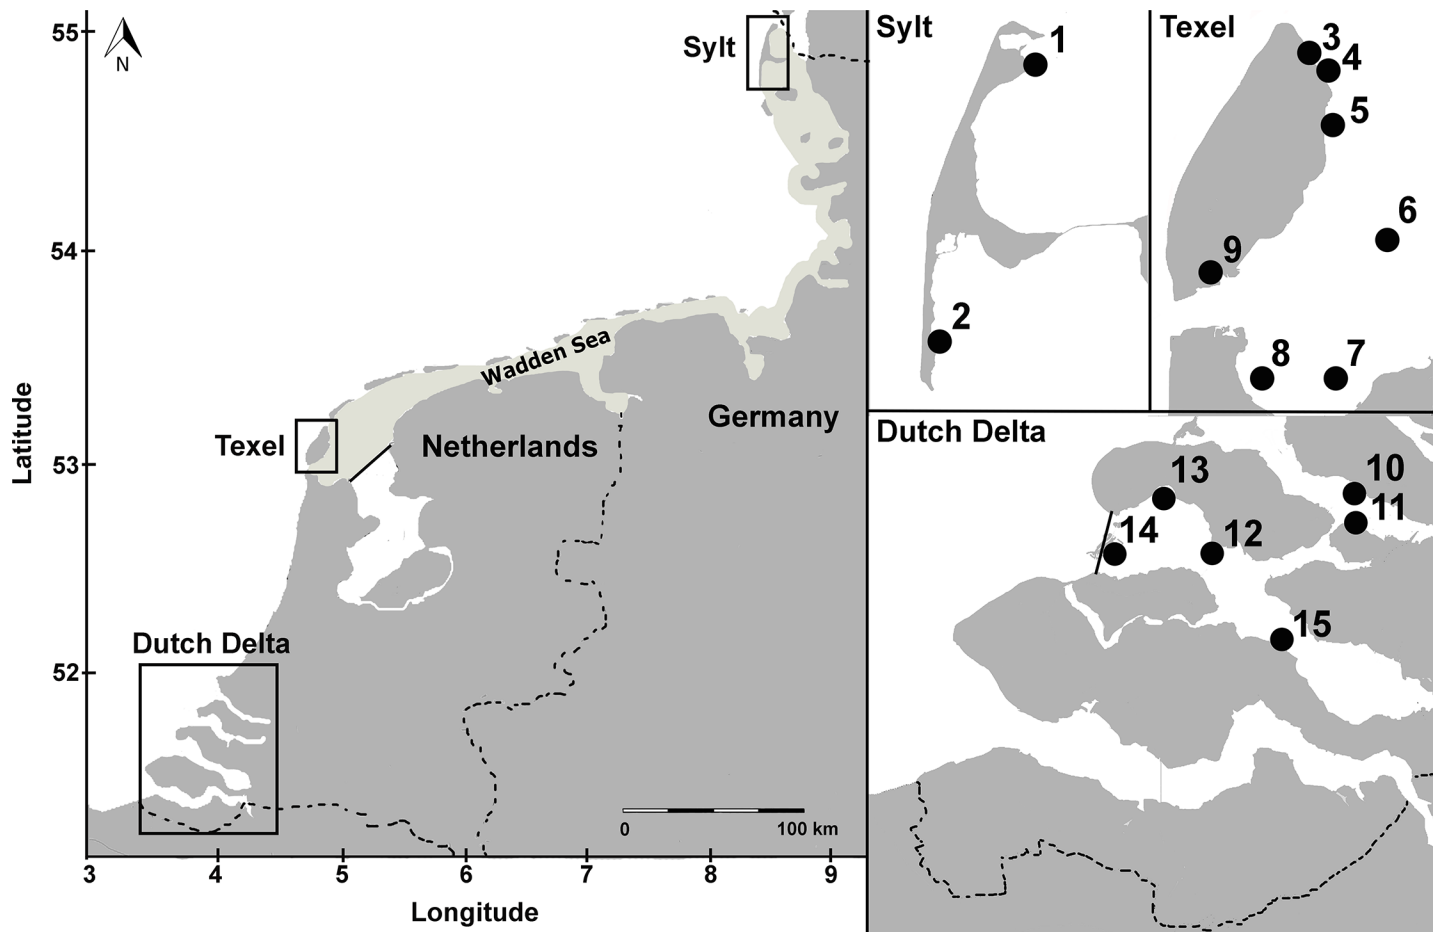 55
54
53
52
Latitude
3
4
5
6
7
8
9
Longitude
N
Sylt
Wadden Sea
Germany
Texel
Netherlands
Dutch Delta
0
100 km
Sylt
1
2
Texel
3
4
5
6
9
8
7
Dutch Delta
13
10
11
14
12
15